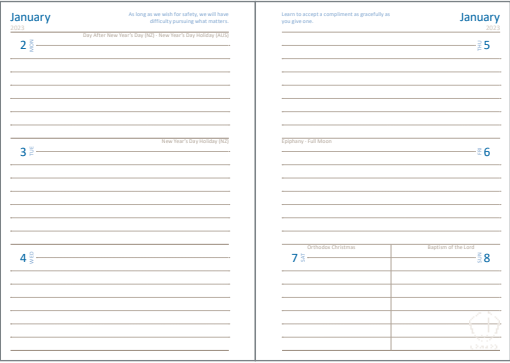 January
2023
As long as we wish for safety, we will have
difficulty pursuing what matters.
Day After New Year's Day (NZ) · New Year's Day Holiday (AUS)
2 MON
New Year's Day Holiday (NZ)
3 TUE
4 WED
Learn to accept a compliment as gracefully as
you give one.
January
2023
THU 5
Epiphany · Full Moon
FRI 6
Orthodox Christmas
7 SAT
Baptism of the Lord
SUN 8